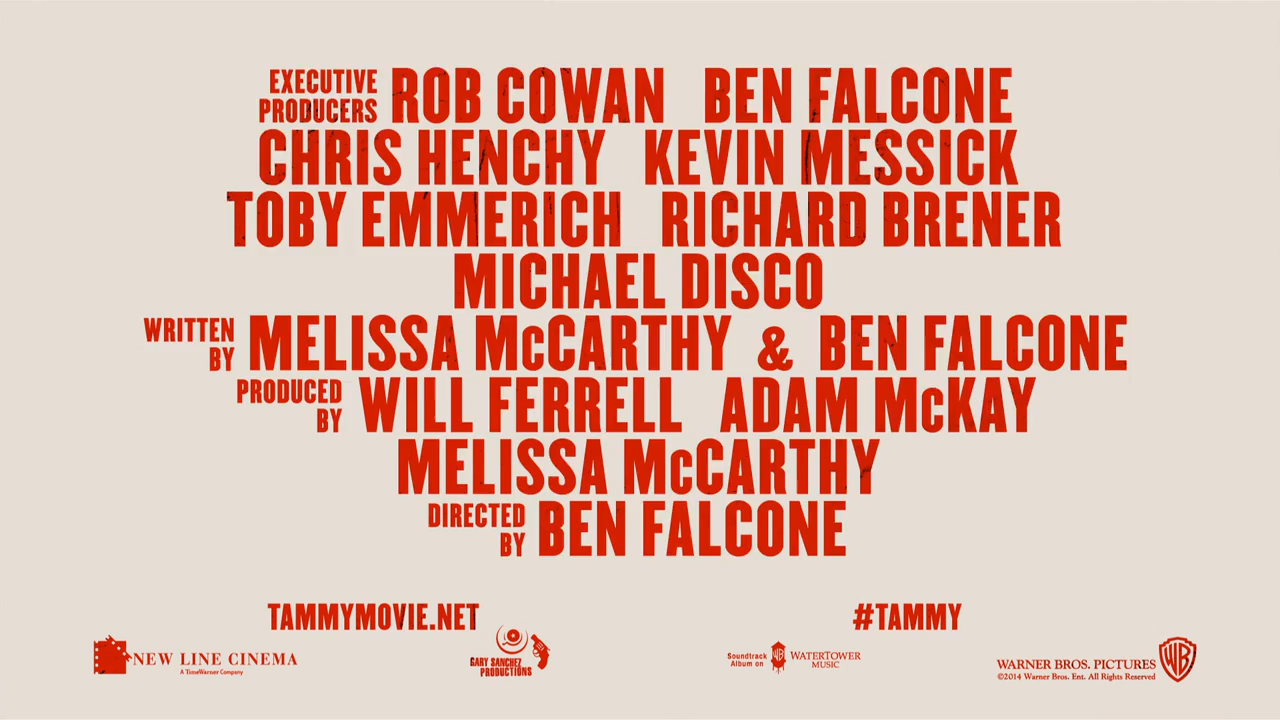 EXECUTIVE PRODUCERS ROB COWAN BEN FALCONE
CHRIS HENCHY KEVIN MESSICK
TOBY EMMERICH RICHARD BRENER
MICHAEL DISCO
WRITTEN BY MELISSA McCARTHY & BEN FALCONE
PRODUCED BY WILL FERRELL ADAM McKAY
MELISSA McCARTHY
DIRECTED BY BEN FALCONE
TAMMYMOVIE.NET #TAMMY
NEW LINE CINEMA
A TimeWarner Company
GARY SANCHEZ
PRODUCTIONS
Soundtrack
Album on
WB
WATERTOWER
MUSIC
WARNER BROS. PICTURES
©2014 Warner Bros. Ent. All Rights Reserved
WB